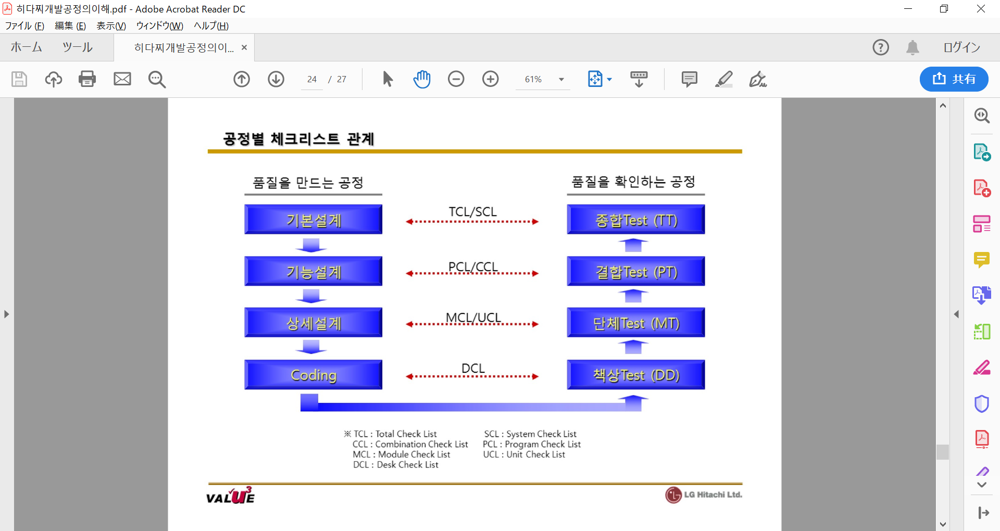 히다찌개발공정의이해.pdf - Adobe Acrobat Reader DC
ファイル (F) 編集 (E) 表示(V) ウィンドウ(W) ヘルプ(H)
ホーム ツール 히다찌개발공정의이... × ? ログイン
24 / 27 61% 共有
공정별 체크리스트 관계
품질을 만드는 공정
품질을 확인하는 공정
기본설계 TCL/SCL 종합Test (TT)
기능설계 PCL/CCL 결합Test (PT)
상세설계 MCL/UCL 단체Test (MT)
Coding DCL 책상Test (DD)
※ TCL : Total Check List SCL : System Check List
CCL : Combination Check List PCL : Program Check List
MCL : Module Check List UCL : Unit Check List
DCL : Desk Check List
VALUE3 LG Hitachi Ltd.